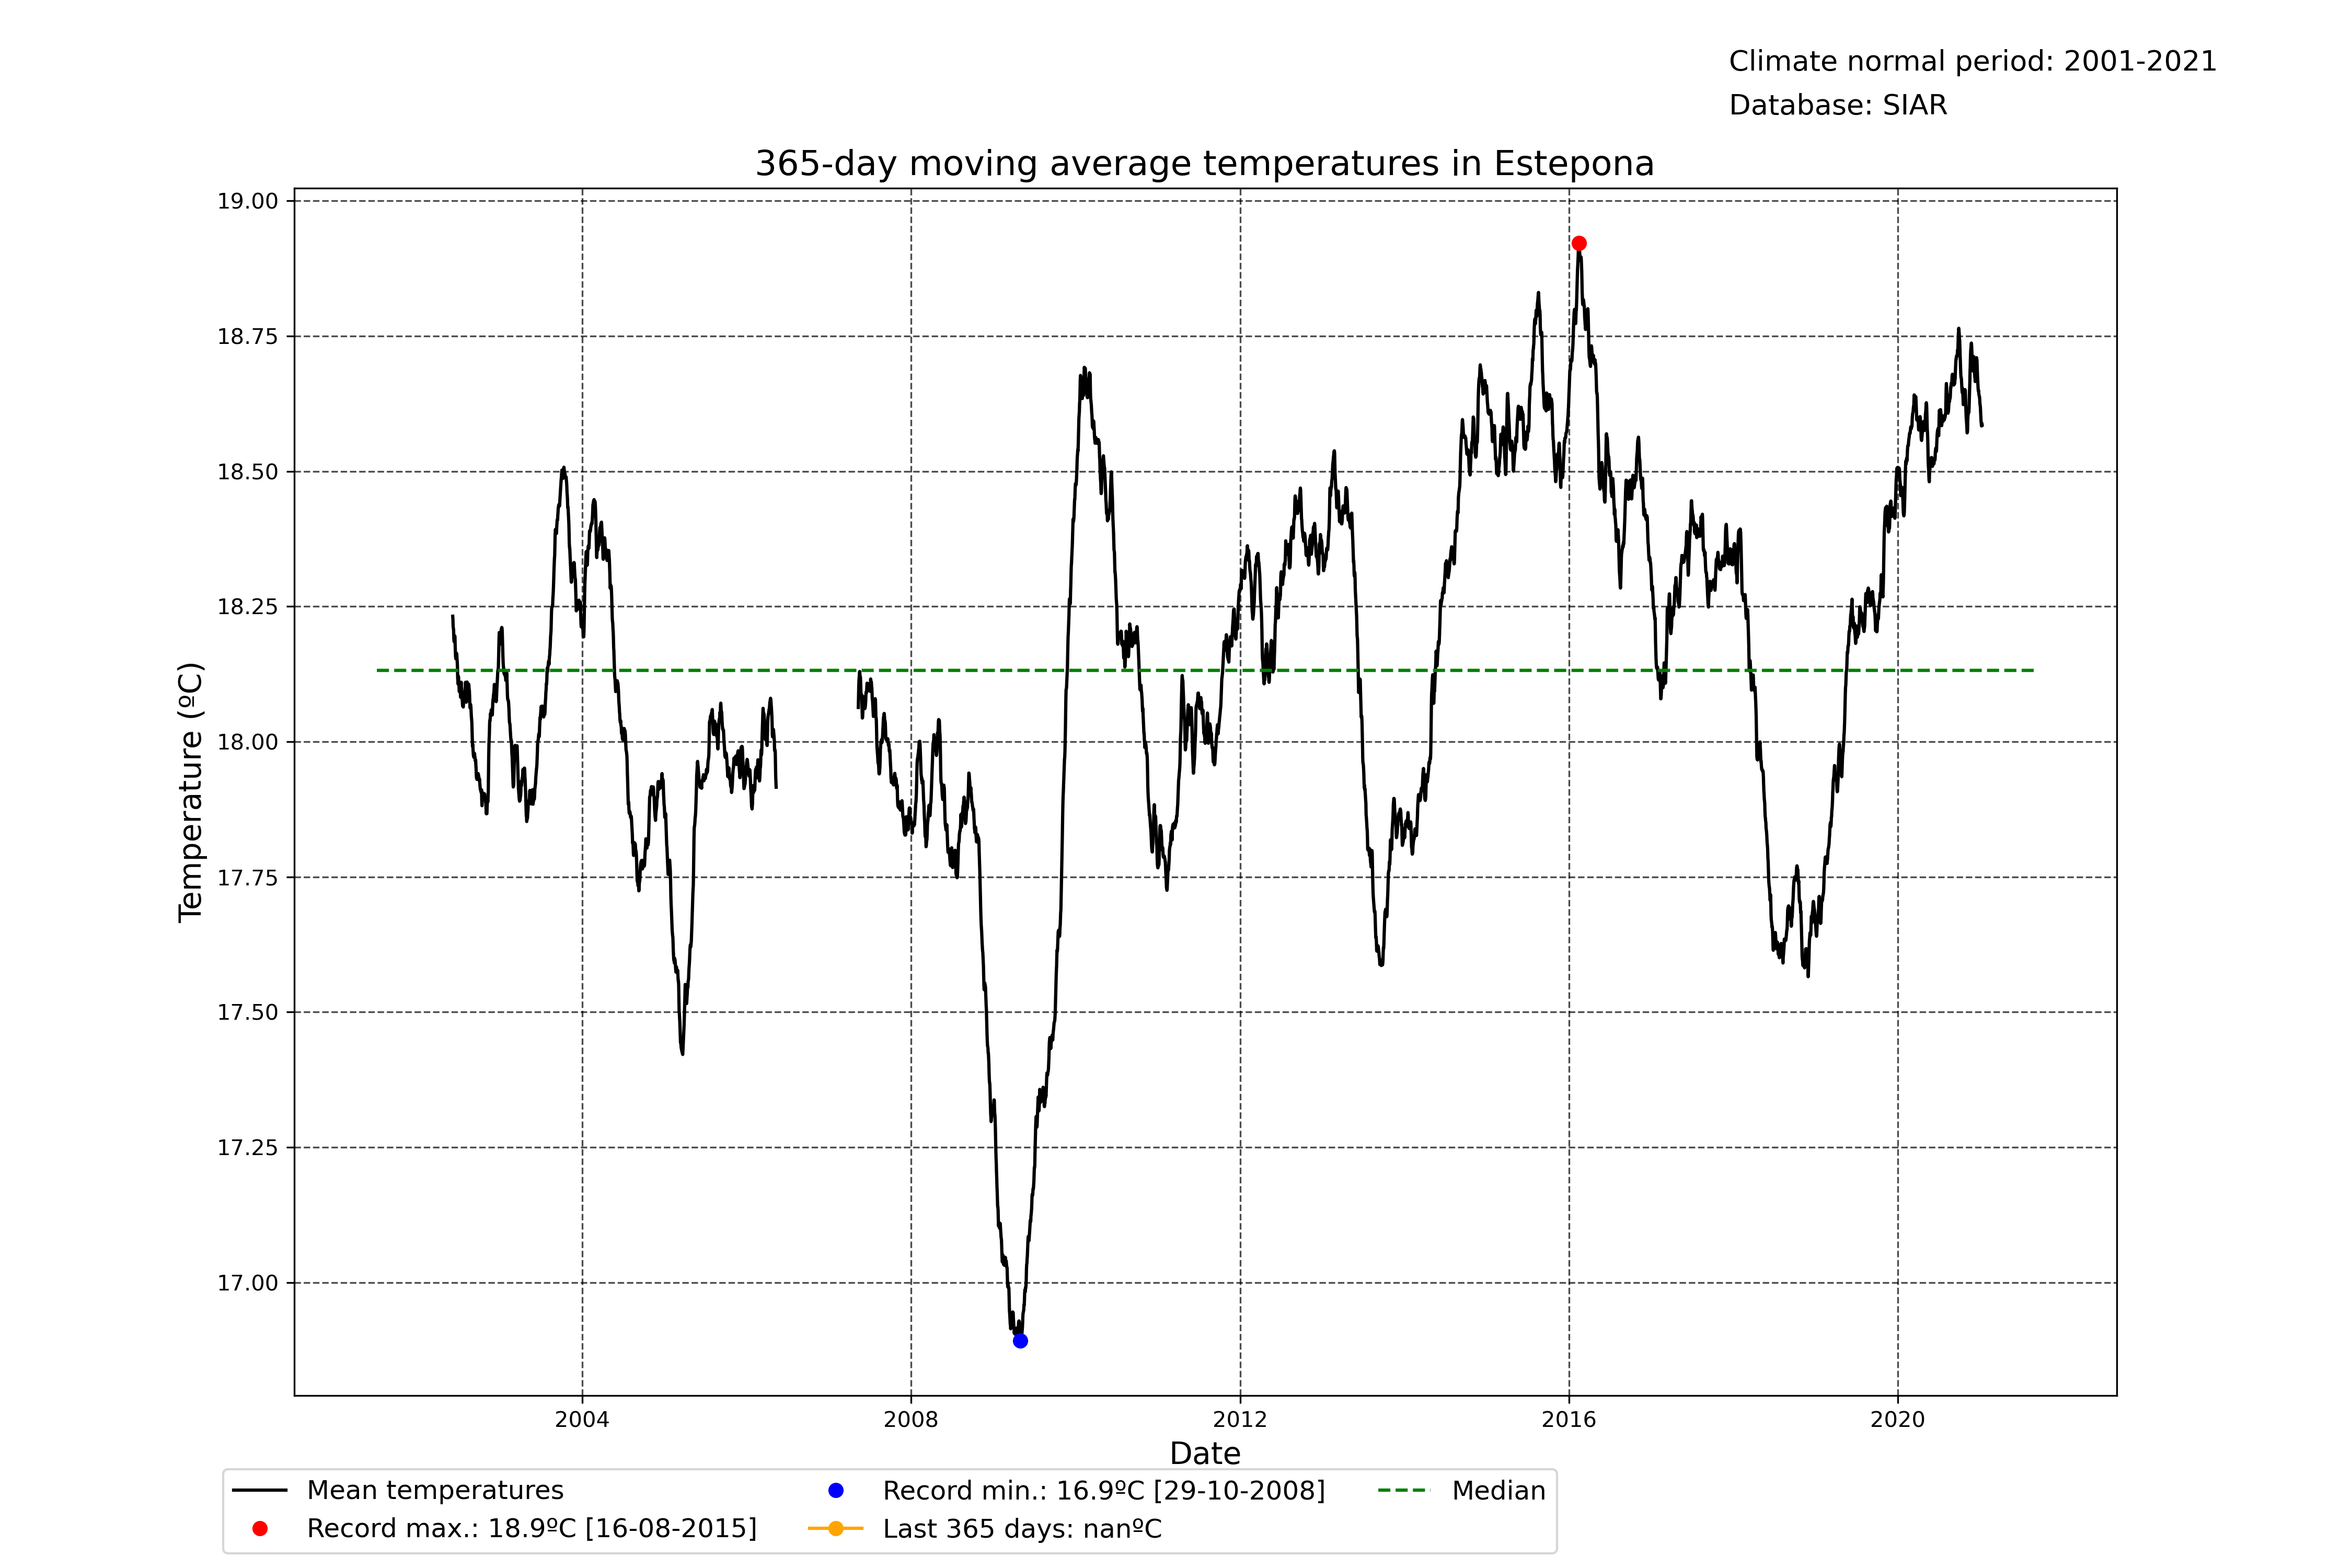 Climate normal period: 2001-2021
Database: SIAR
365-day moving average temperatures in Estepona
19.00
18.75
18.50
18.25
18.00
17.75
17.50
17.25
17.00
Temperature (ºC)
2004 2008 2012 2016 2020
Date
Mean temperatures
Record max.: 18.9ºC [16-08-2015]
Record min.: 16.9ºC [29-10-2008]
Last 365 days: nanºC
Median